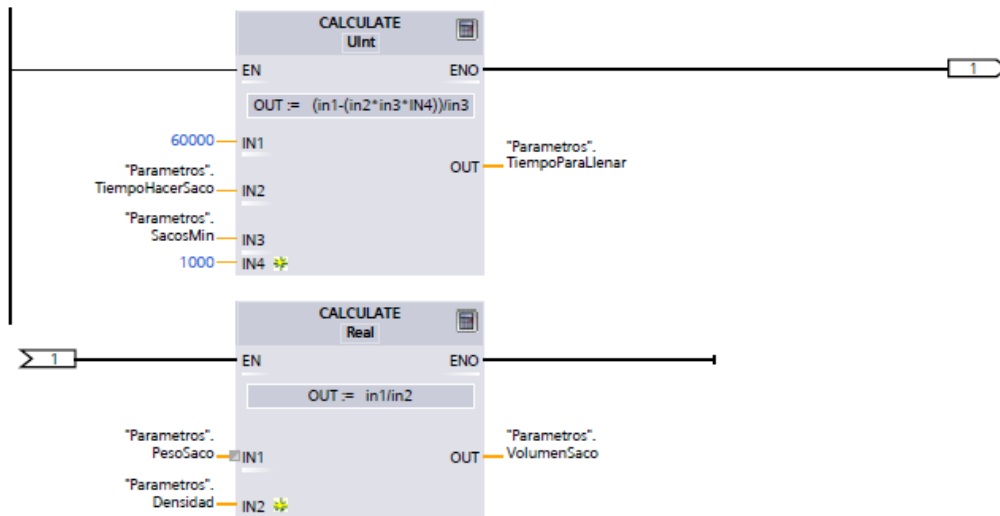 CALCULATE
UInt
EN ENO
1
OUT := (in1-(in2*in3*IN4))/in3
60000 IN1
"Parametros".
TiempoParaLlenar
OUT
"Parametros".
TiempoHacerSaco IN2
"Parametros".
SacosMin IN3
1000 IN4
CALCULATE
Real
1
EN ENO
OUT := in1/in2
"Parametros".
PesoSaco IN1
"Parametros".
VolumenSaco
OUT
"Parametros".
Densidad IN2